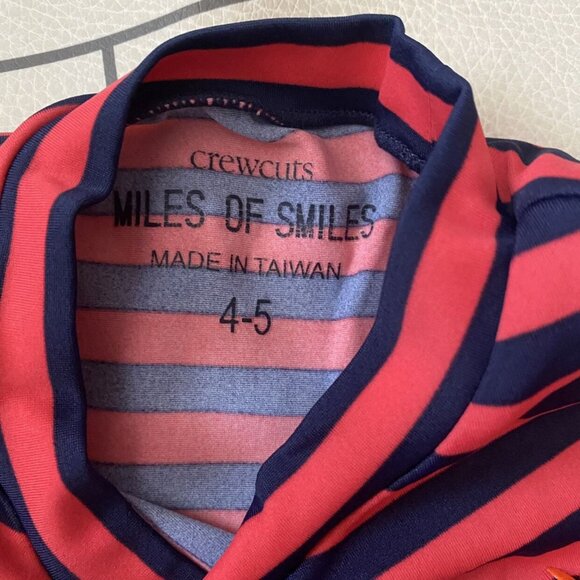 crewcuts
MILES OF SMILES
MADE IN TAIWAN
4-5